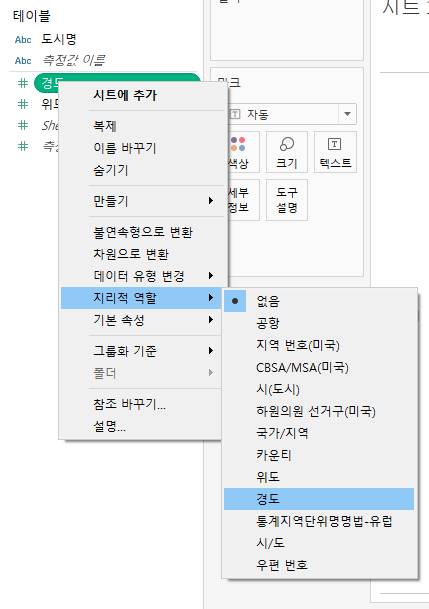 테이블
시트
Abc 도시명
Abc 측정값 이름
경도
시트에 추가
마크
위도
복제
자동
이름 바꾸기
숨기기
색상
크기
텍스트
만들기
세부
정보
도구
설명
불연속형으로 변환
차원으로 변환
데이터 유형 변경
지리적 역할
기본 속성
그룹화 기준
폴더
참조 바꾸기...
설명...
없음
공항
지역 번호(미국)
CBSA/MSA(미국)
시(도시)
하원의원 선거구(미국)
국가/지역
카운티
위도
경도
통계지역단위명명법-유럽
시/도
우편 번호